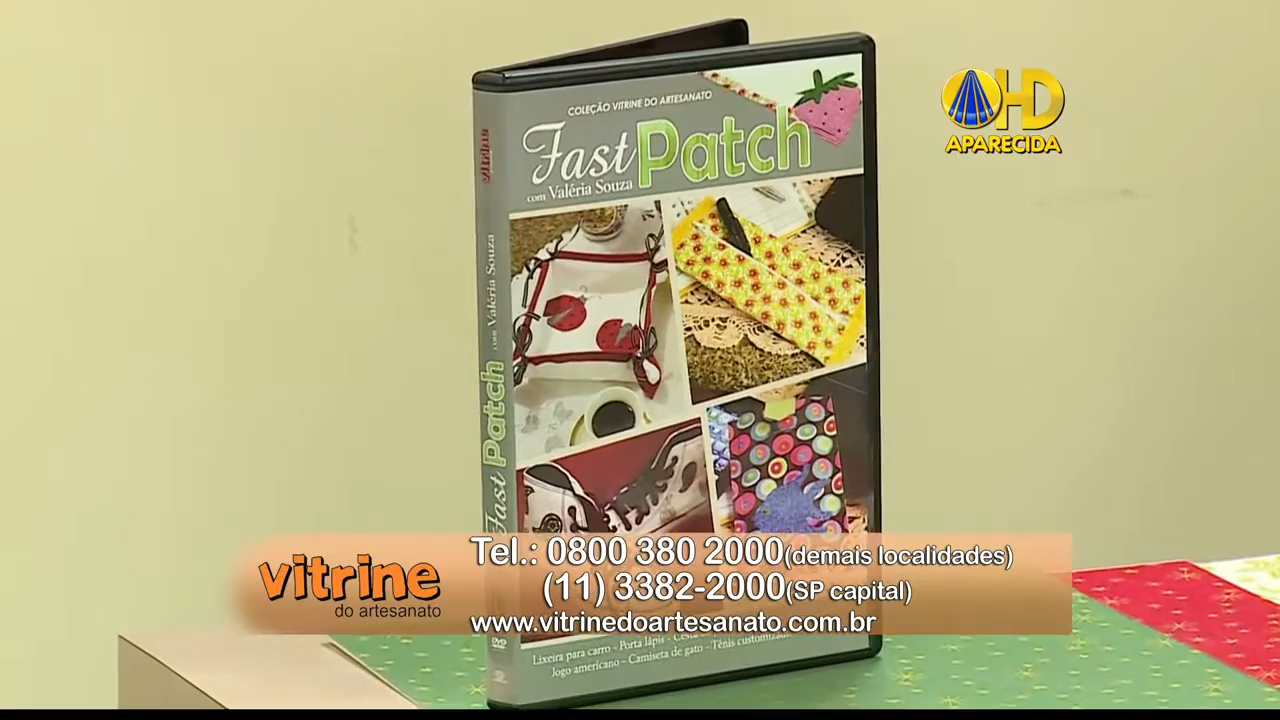 COLEÇÃO VITRINE DO ARTESANATO
Fast Patch
com Valéria Souza
HD
APARECIDA
Fast Patch com Valéria Souza
vitrine
do artesanato
Tel.: 0800 380 2000(demais localidades)
(11) 3382-2000(SP capital)
www.vitrinedoartesanato.com.br
DVD
Lixeira para carro - Porta lápis -
Jogo americano - Camiseta de gato - Tênis